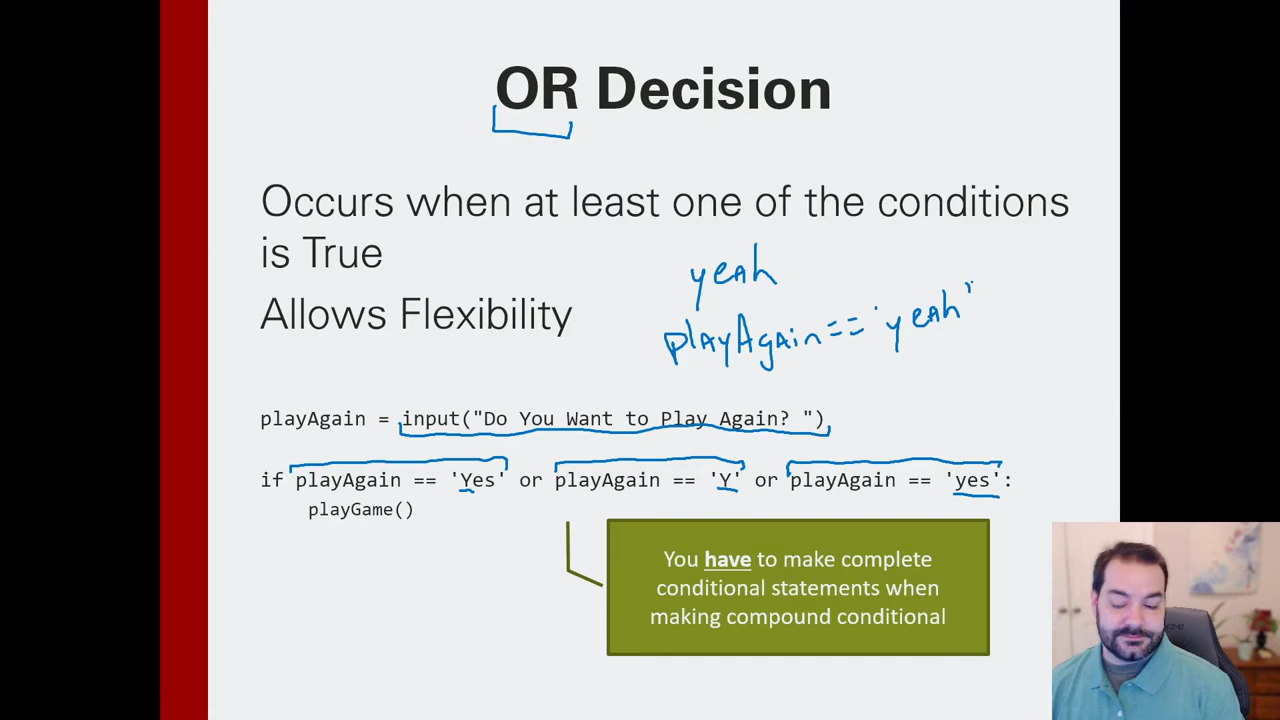 OR Decision
Occurs when at least one of the conditions
is True
yeah
Allows Flexibility
playAgain == 'yeah'
playAgain = input("Do You Want to Play Again? ")
if playAgain == 'Yes' or playAgain == 'Y' or playAgain == 'yes':
playGame()
You have to make complete
conditional statements when
making compound conditional